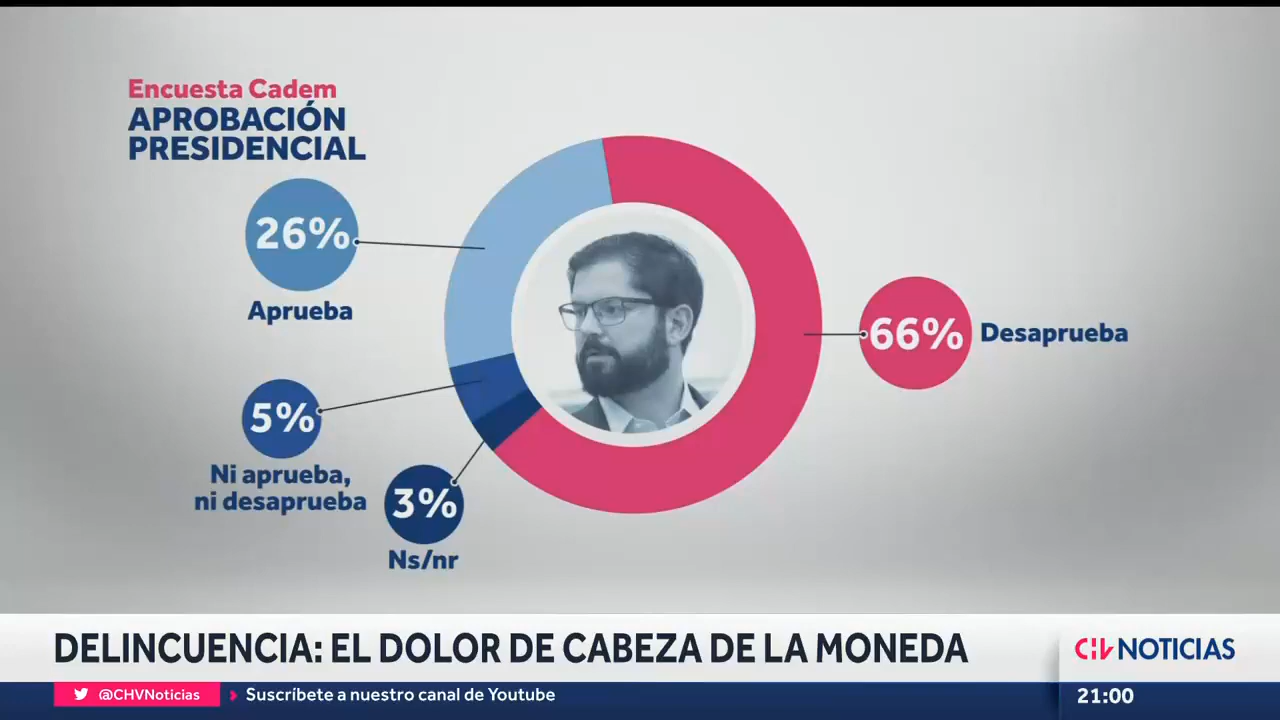 Encuesta Cadem
APROBACIÓN
PRESIDENCIAL
26%
Aprueba
66%
Desaprueba
5%
Ni aprueba,
ni desaprueba
3%
Ns/nr
DELINCUENCIA: EL DOLOR DE CABEZA DE LA MONEDA
CHV NOTICIAS
@CHVNoticias
Suscríbete a nuestro canal de Youtube
21:00